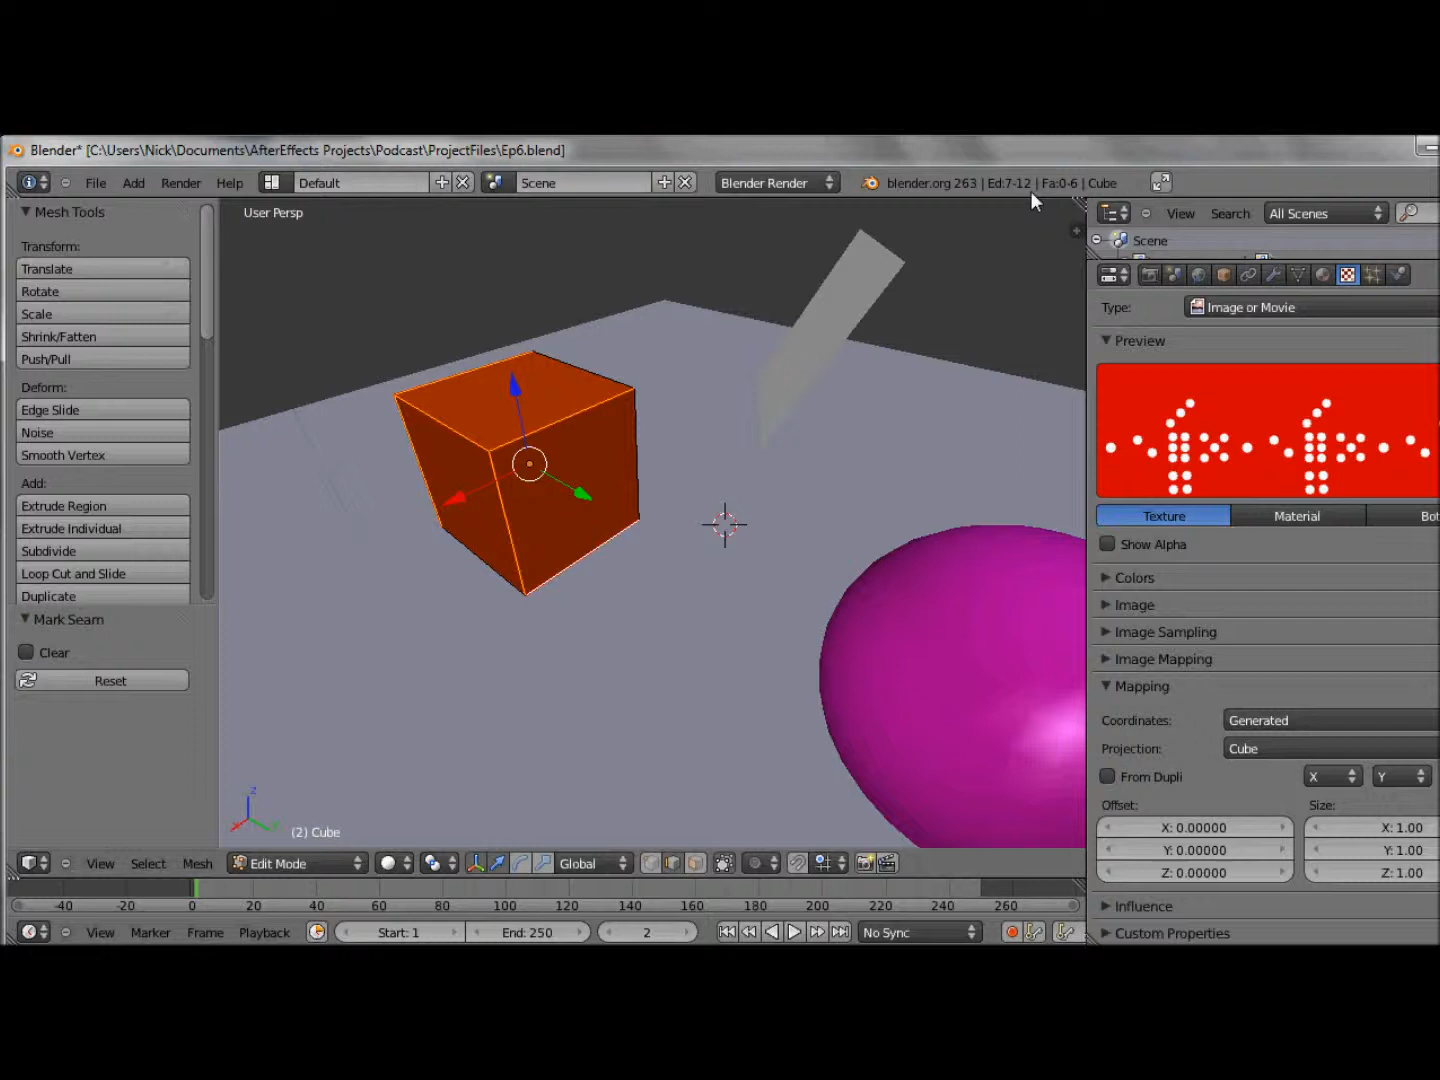 Blender* [C:\Users\Nick\Documents\AfterEffects Projects\Podcast\ProjectFiles\Ep6.blend]
File Add Render Help Default Scene Blender Render blender.org 263 | Ed:7-12 | Fa:0-6 | Cube
Mesh Tools
Transform:
Translate
Rotate
Scale
Shrink/Fatten
Push/Pull
Deform:
Edge Slide
Noise
Smooth Vertex
Add:
Extrude Region
Extrude Individual
Subdivide
Loop Cut and Slide
Duplicate
Mark Seam
Clear
Reset
User Persp
(2) Cube
z
View Search All Scenes
Scene
Type: Image or Movie
Preview
Texture Material Bot
Show Alpha
Colors
Image
Image Sampling
Image Mapping
Mapping
Coordinates: Generated
Projection: Cube
From Dupli X Y
Offset: Size:
X: 0.00000 X: 1.00
Y: 0.00000 Y: 1.00
Z: 0.00000 Z: 1.00
Influence
Custom Properties
View Select Mesh Edit Mode Global
-40 -20 0 20 40 60 80 100 120 140 160 180 200 220 240 260
View Marker Frame Playback Start: 1 End: 250 2 No Sync